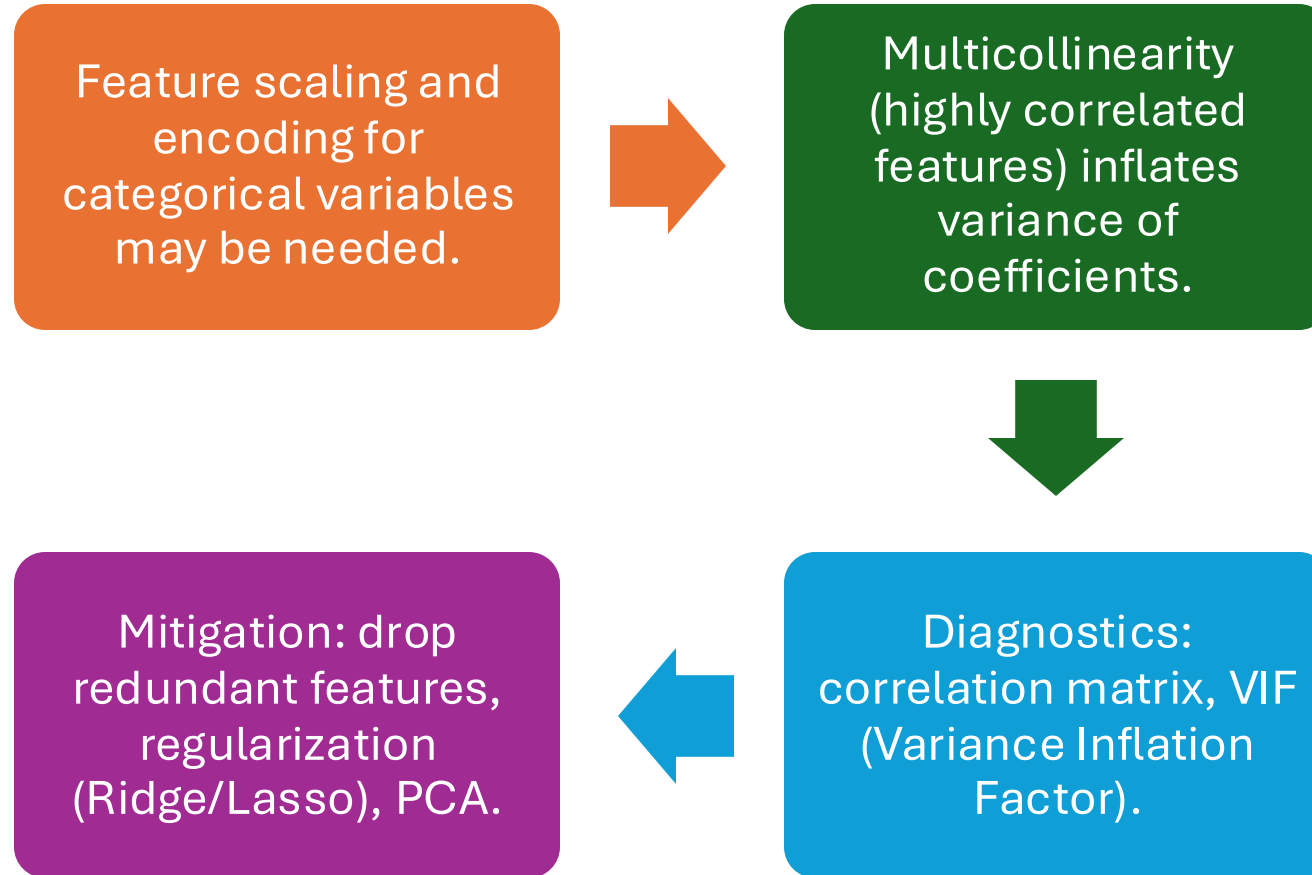 Feature scaling and
encoding for
categorical variables
may be needed.
Multicollinearity
(highly correlated
features) inflates
variance of
coefficients.
Diagnostics:
correlation matrix, VIF
(Variance Inflation
Factor).
Mitigation: drop
redundant features,
regularization
(Ridge/Lasso), PCA.